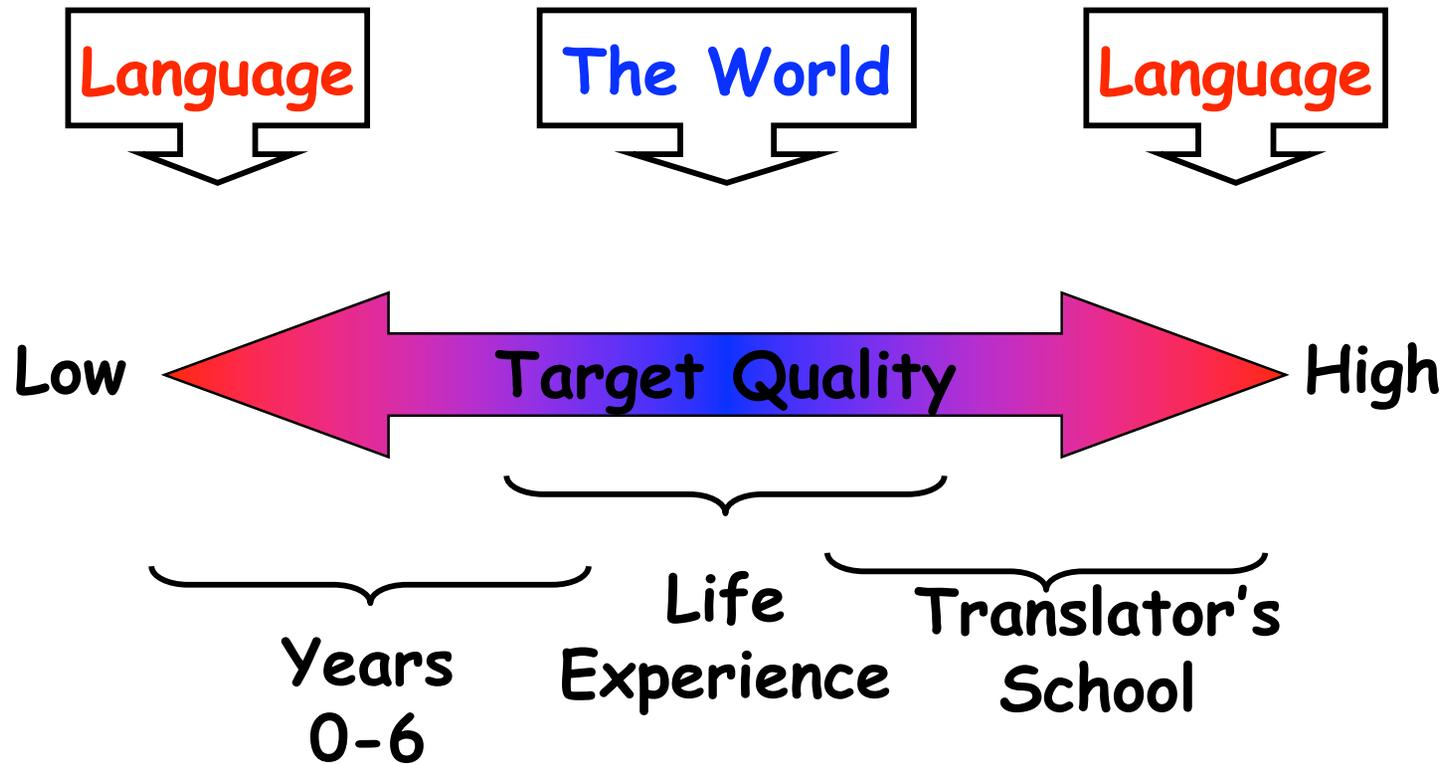 Language
The World
Language
Low
Target Quality
High
Years
0-6
Life
Experience
Translator's
School